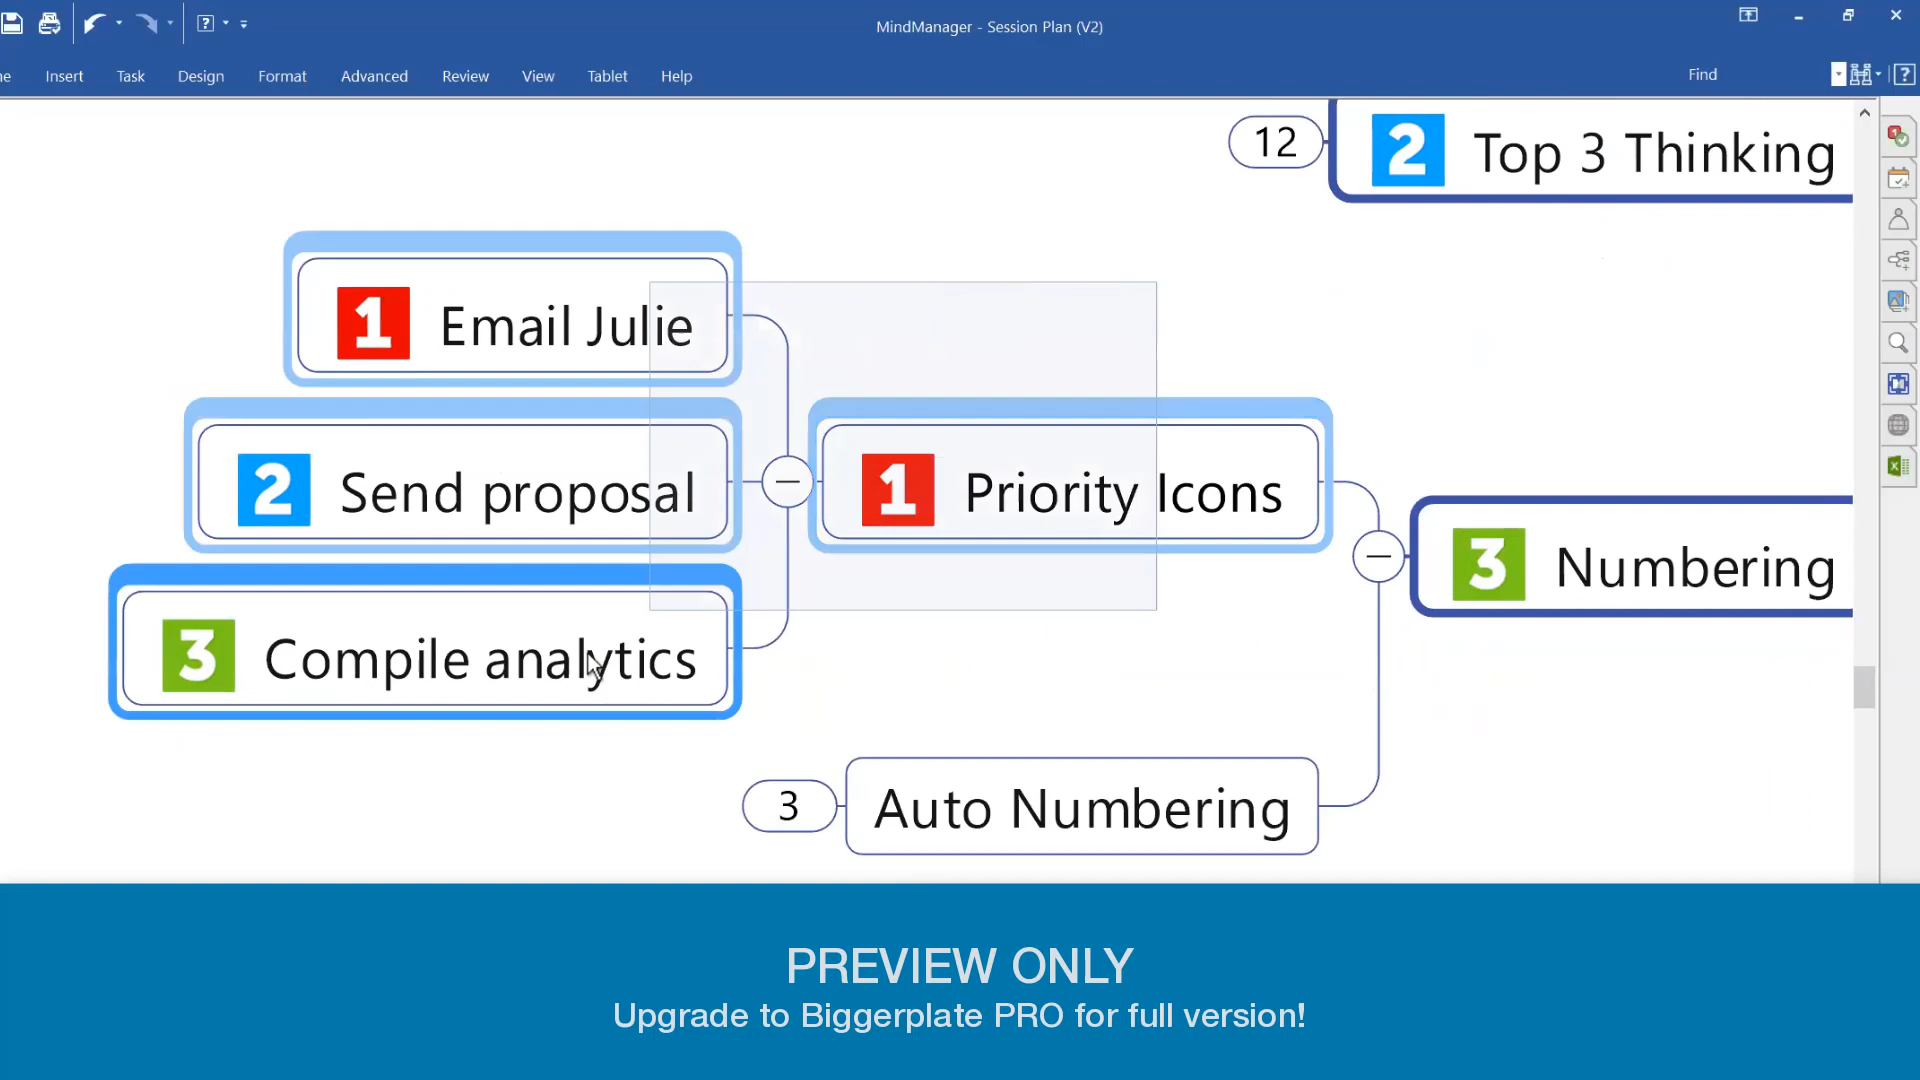 MindManager - Session Plan (V2)
Insert Task Design Format Advanced Review View Tablet Help Find
12
2 Top 3 Thinking
1 Email Julie
2 Send proposal
1 Priority Icons
3 Numbering
3 Compile analytics
3
Auto Numbering
PREVIEW ONLY
Upgrade to Biggerplate PRO for full version!